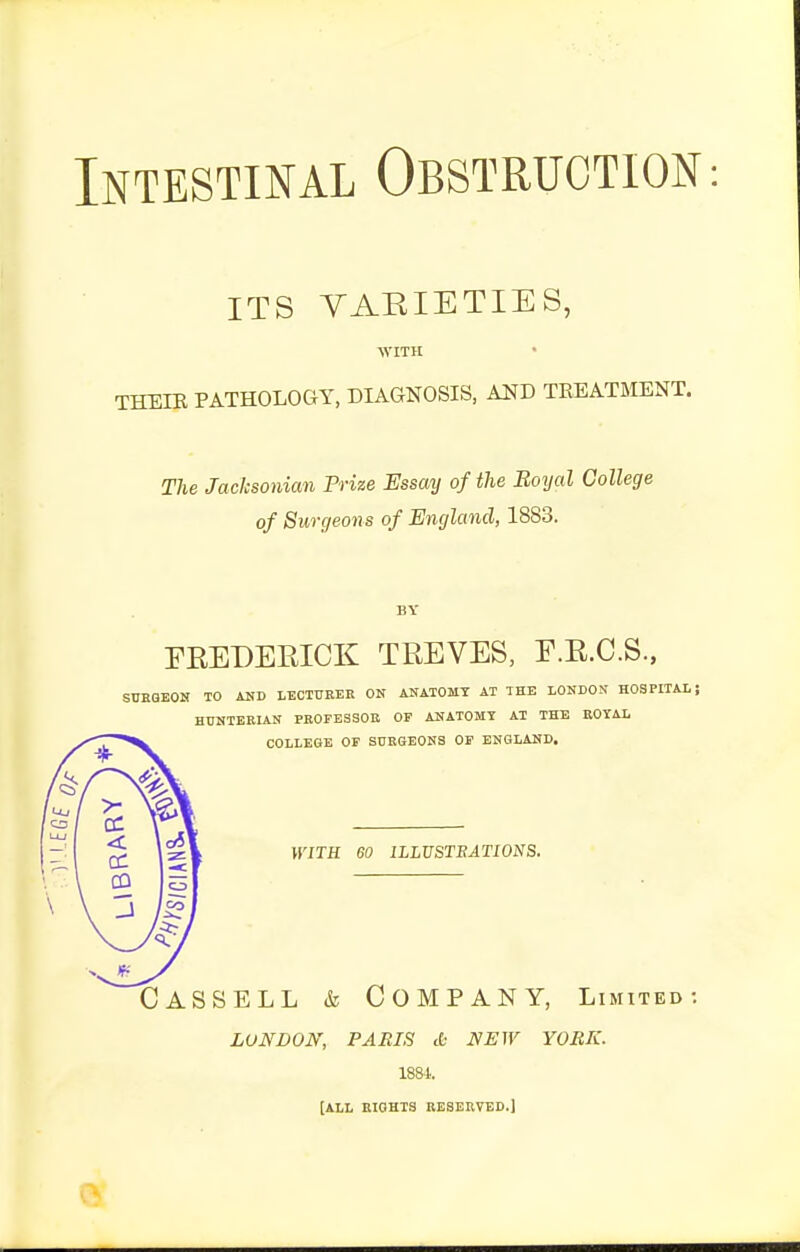 INTESTINAL OBSTRUCTION:
ITS VARIETIES,
WITH
THEIR PATHOLOGY, DIAGNOSIS, AND TREATMENT.
The Jacksonian Prize Essay of the Royal College
of Surgeons of England, 1883.
BY
FREDERICK TREVES, F.R.C.S.,
SURGEON TO AND LECTURER ON ANATOMY AT THE LONDON HOSPITAL;
HUNTERIAN PROFESSOR OF ANATOMY AT THE ROYAL
COLLEGE OF SURGEONS OF ENGLAND.
COLLEGE OF
LIBRARY
PHYSICIANS
WITH 60 ILLUSTRATIONS.
CASSELL & COMPANY, LIMITED:
LONDON, PARIS & NEW YORK.
1884.
[ALL RIGHTS RESERVED.]